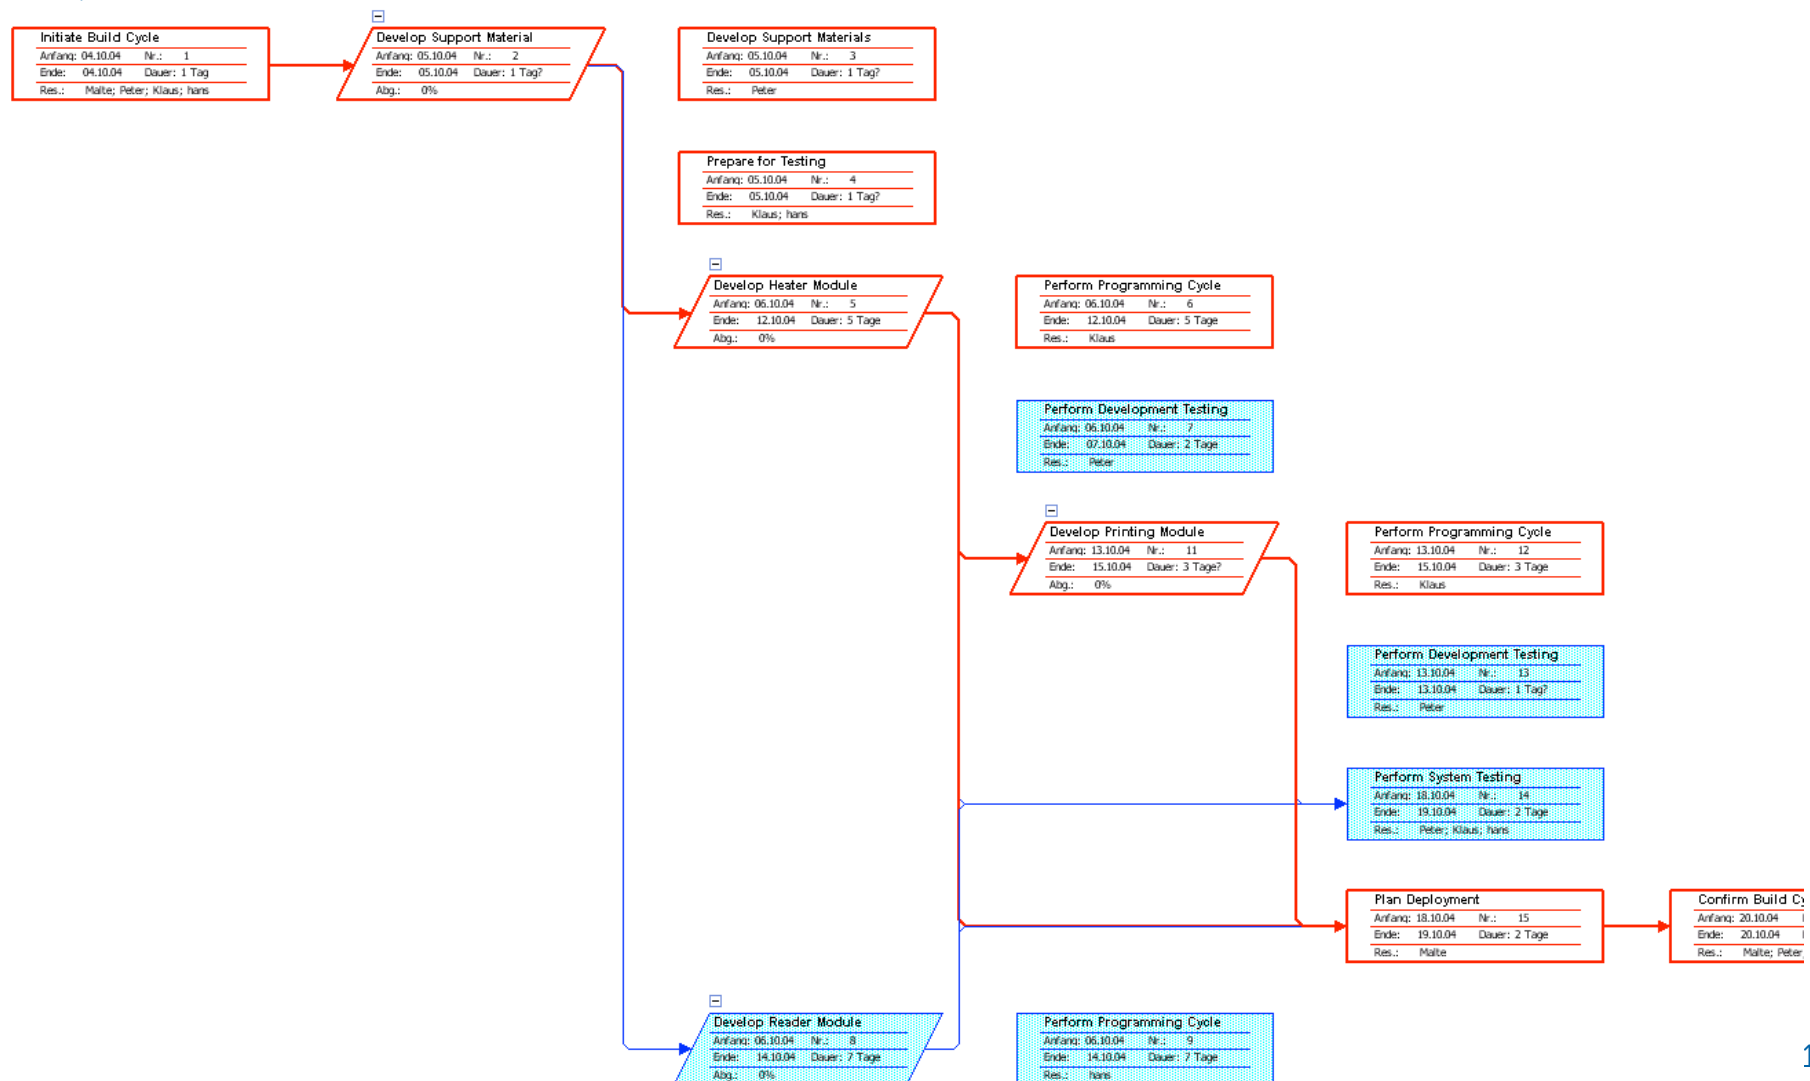 Initiate Build Cycle
Anfang: 04.10.04 Nr.: 1
Ende: 04.10.04 Dauer: 1 Tag
Res.: Malte; Peter; Klaus; hans
Develop Support Material
Anfang: 05.10.04 Nr.: 2
Ende: 05.10.04 Dauer: 1 Tag?
Abg.: 0%
Develop Support Materials
Anfang: 05.10.04 Nr.: 3
Ende: 05.10.04 Dauer: 1 Tag?
Res.: Peter
Prepare for Testing
Anfang: 05.10.04 Nr.: 4
Ende: 05.10.04 Dauer: 1 Tag?
Res.: Klaus; hans
Develop Heater Module
Anfang: 06.10.04 Nr.: 5
Ende: 12.10.04 Dauer: 5 Tage
Abg.: 0%
Perform Programming Cycle
Anfang: 06.10.04 Nr.: 6
Ende: 12.10.04 Dauer: 5 Tage
Res.: Klaus
Perform Development Testing
Anfang: 06.10.04 Nr.: 7
Ende: 07.10.04 Dauer: 2 Tage
Res.: Peter
Develop Printing Module
Anfang: 13.10.04 Nr.: 11
Ende: 15.10.04 Dauer: 3 Tage?
Abg.: 0%
Perform Programming Cycle
Anfang: 13.10.04 Nr.: 12
Ende: 15.10.04 Dauer: 3 Tage
Res.: Klaus
Perform Development Testing
Anfang: 13.10.04 Nr.: 13
Ende: 13.10.04 Dauer: 1 Tag?
Res.: Peter
Perform System Testing
Anfang: 18.10.04 Nr.: 14
Ende: 19.10.04 Dauer: 2 Tage
Res.: Peter; Klaus; hans
Plan Deployment
Anfang: 18.10.04 Nr.: 15
Ende: 19.10.04 Dauer: 2 Tage
Res.: Malte
Confirm Build
Anfang: 20.10.04
Ende: 20.10.04
Res.: Malte; Peter
Develop Reader Module
Anfang: 06.10.04 Nr.: 8
Ende: 14.10.04 Dauer: 7 Tage
Abg.: 0%
Perform Programming Cycle
Anfang: 06.10.04 Nr.: 9
Ende: 14.10.04 Dauer: 7 Tage
Res.: hans
1